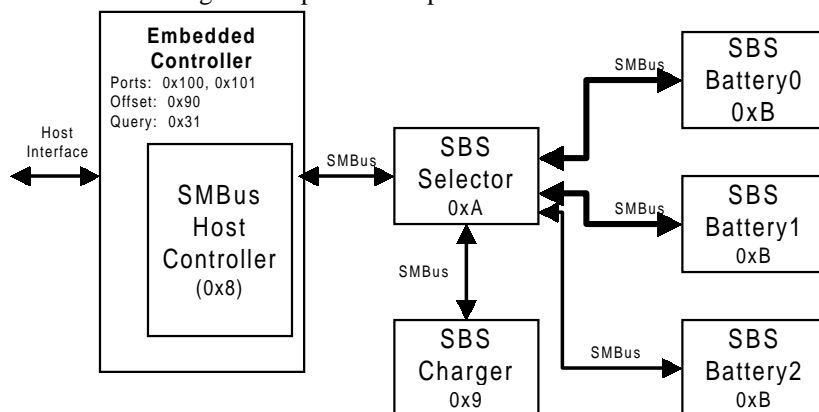 Embedded
Controller
Ports: 0x100, 0x101
Offset: 0x90
Query: 0x31
Host
Interface
SMBus
Host
Controller
(0x8)
SMBus
SBS
Selector
0xA
SMBus
SBS
Charger
0x9
SMBus
SBS
Battery0
0xB
SMBus
SBS
Battery1
0xB
SMBus
SBS
Battery2
0xB